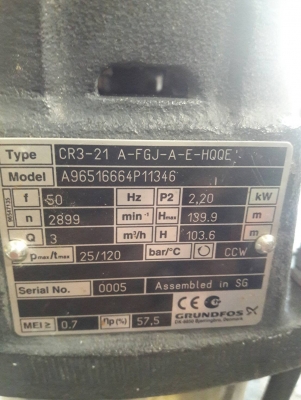 Type CR3-21 A-FGJ-A-E-HQQE
Model A96516664P11346
f 50 Hz P2 2,20 kW
n 2899 min⁻¹ Hmax 139.9 m
Q 3 m³/h H 103.6 m
pmax/tmax 25/120 bar/°C CCW
Serial No. 0005 Assembled in SG
MEI ≥ 0.7 ηp(%) 57,5 CE GRUNDFOS